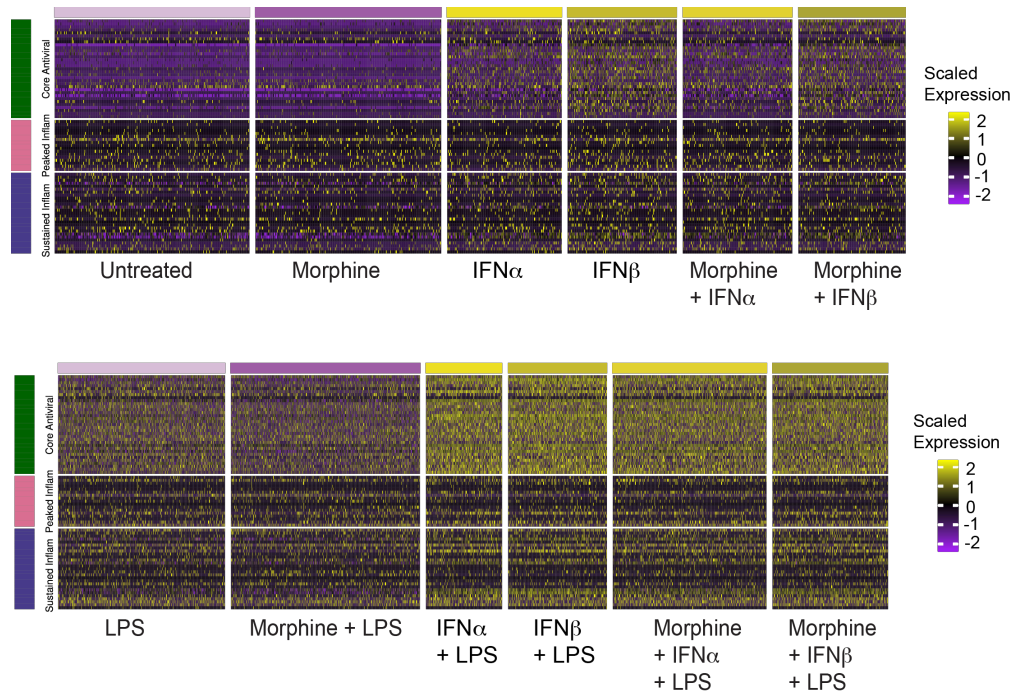 Core Antiviral
Peaked Inflam
Sustained Inflam
Untreated
Morphine
IFNα
IFNβ
Morphine
+ IFNα
Morphine
+ IFNβ
Scaled
Expression
2
1
0
-1
-2
Core Antiviral
Peaked Inflam
Sustained Inflam
LPS
Morphine + LPS
IFNα
+ LPS
IFNβ
+ LPS
Morphine
+ IFNα
+ LPS
Morphine
+ IFNβ
+ LPS
Scaled
Expression
2
1
0
-1
-2